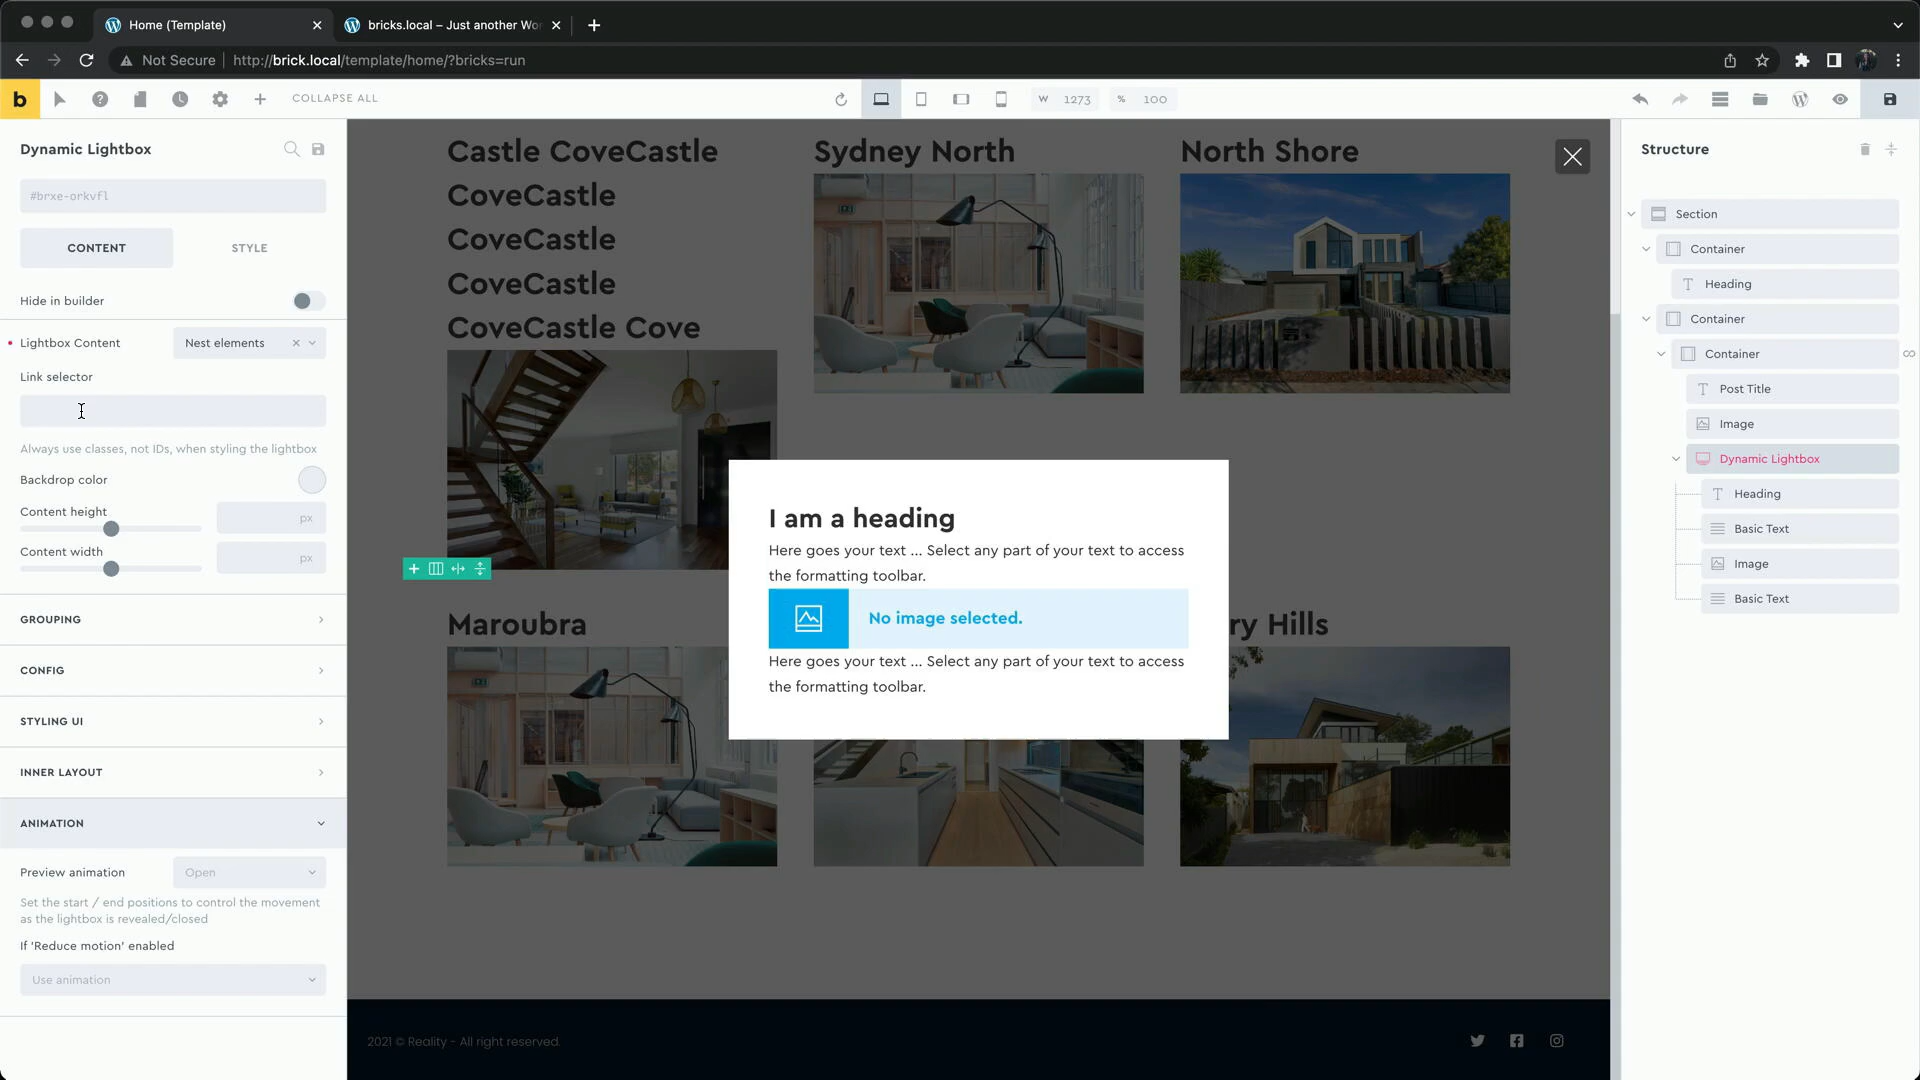 Home (Template)
bricks.local – Just another Wo
Not Secure
http://brick.local/template/home/?bricks=run
b
COLLAPSE ALL
W 1273
% 100
Dynamic Lightbox
#brxe-orkvfl
CONTENT
STYLE
Hide in builder
Lightbox Content
Nest elements
Link selector
Always use classes, not IDs, when styling the lightbox
Backdrop color
Content height
px
Content width
px
GROUPING
CONFIG
STYLING UI
INNER LAYOUT
ANIMATION
Preview animation
Open
Set the start / end positions to control the movement
as the lightbox is revealed/closed
If 'Reduce motion' enabled
Use animation
Castle CoveCastle
CoveCastle
CoveCastle
CoveCastle
CoveCastle Cove
Sydney North
North Shore
I am a heading
Here goes your text ... Select any part of your text to access
the formatting toolbar.
No image selected.
Here goes your text ... Select any part of your text to access
the formatting toolbar.
Maroubra
ry Hills
2021 © Reality - All right reserved.
Structure
Section
Container
Heading
Container
Container
Post Title
Image
Dynamic Lightbox
Heading
Basic Text
Image
Basic Text